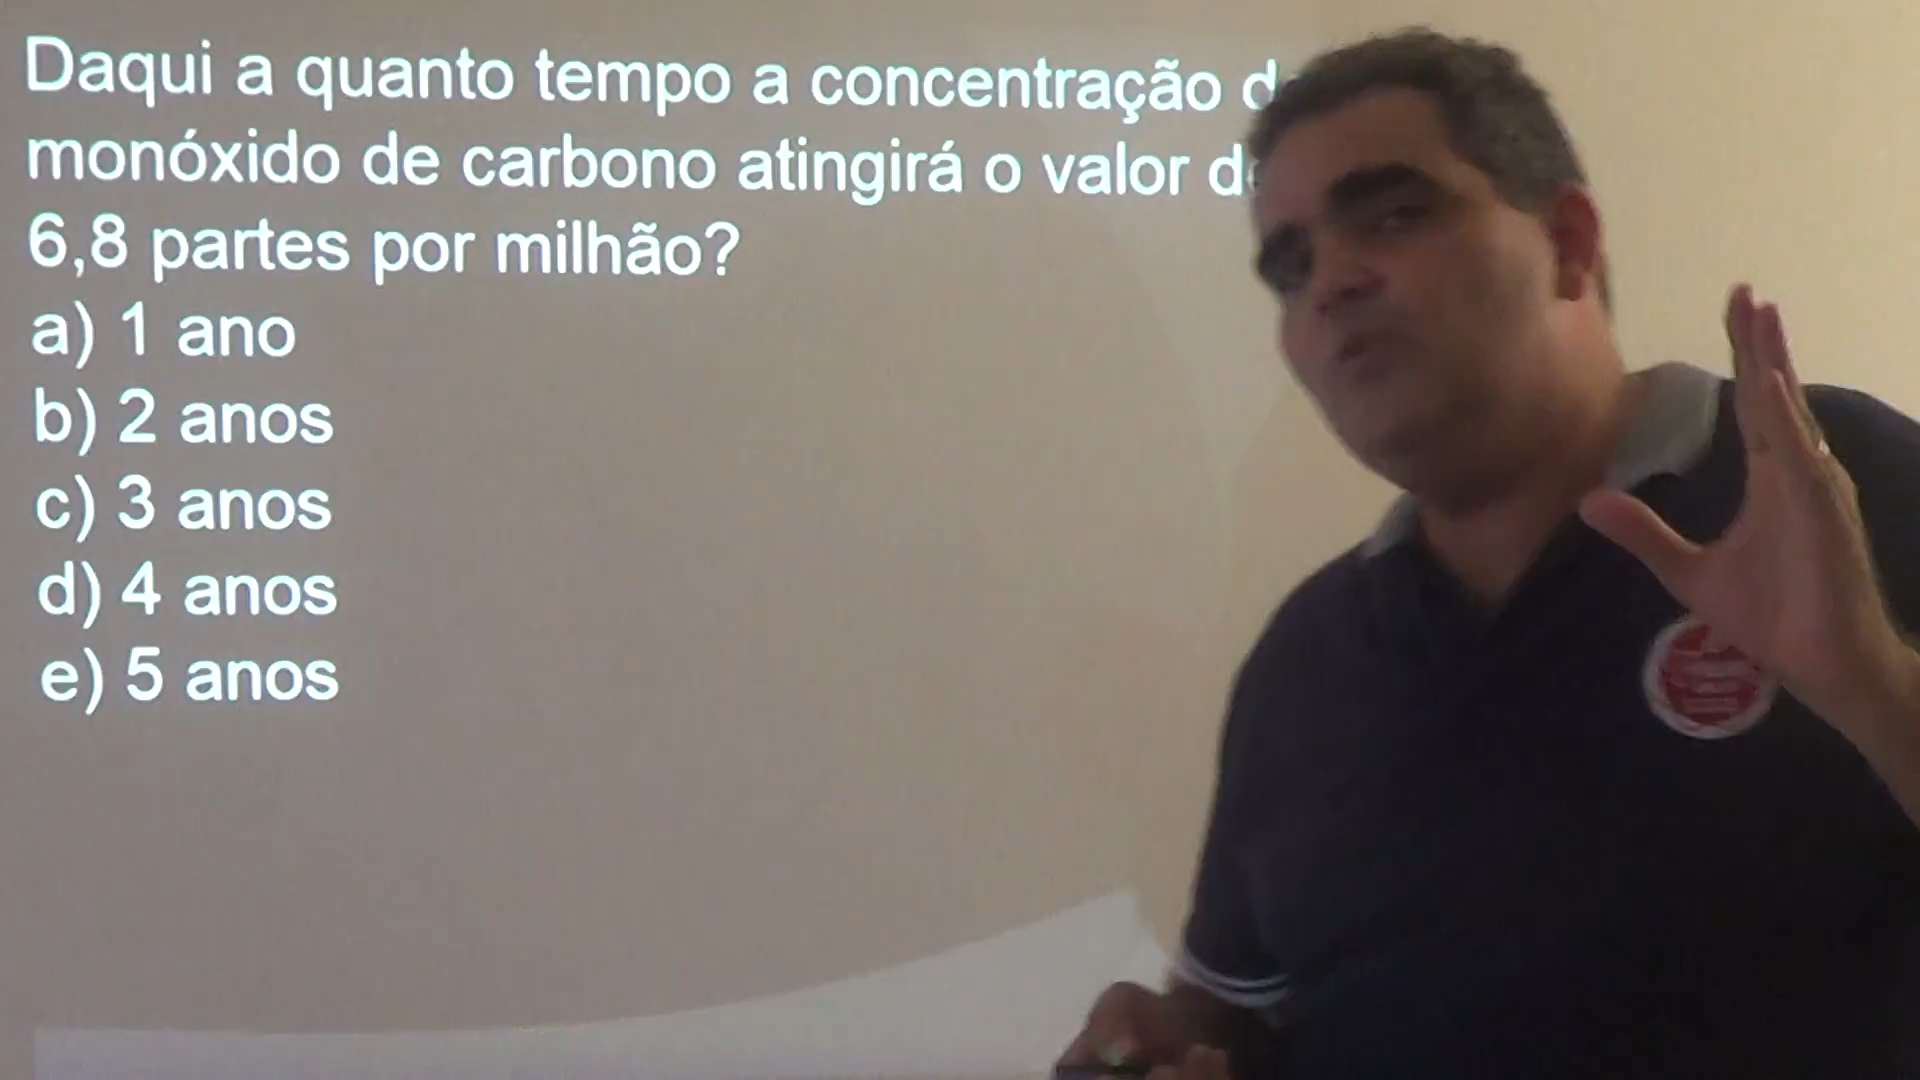 Daqui a quanto tempo a concentração
monóxido de carbono atingirá o valor
6,8 partes por milhão?
a) 1 ano
b) 2 anos
c) 3 anos
d) 4 anos
e) 5 anos